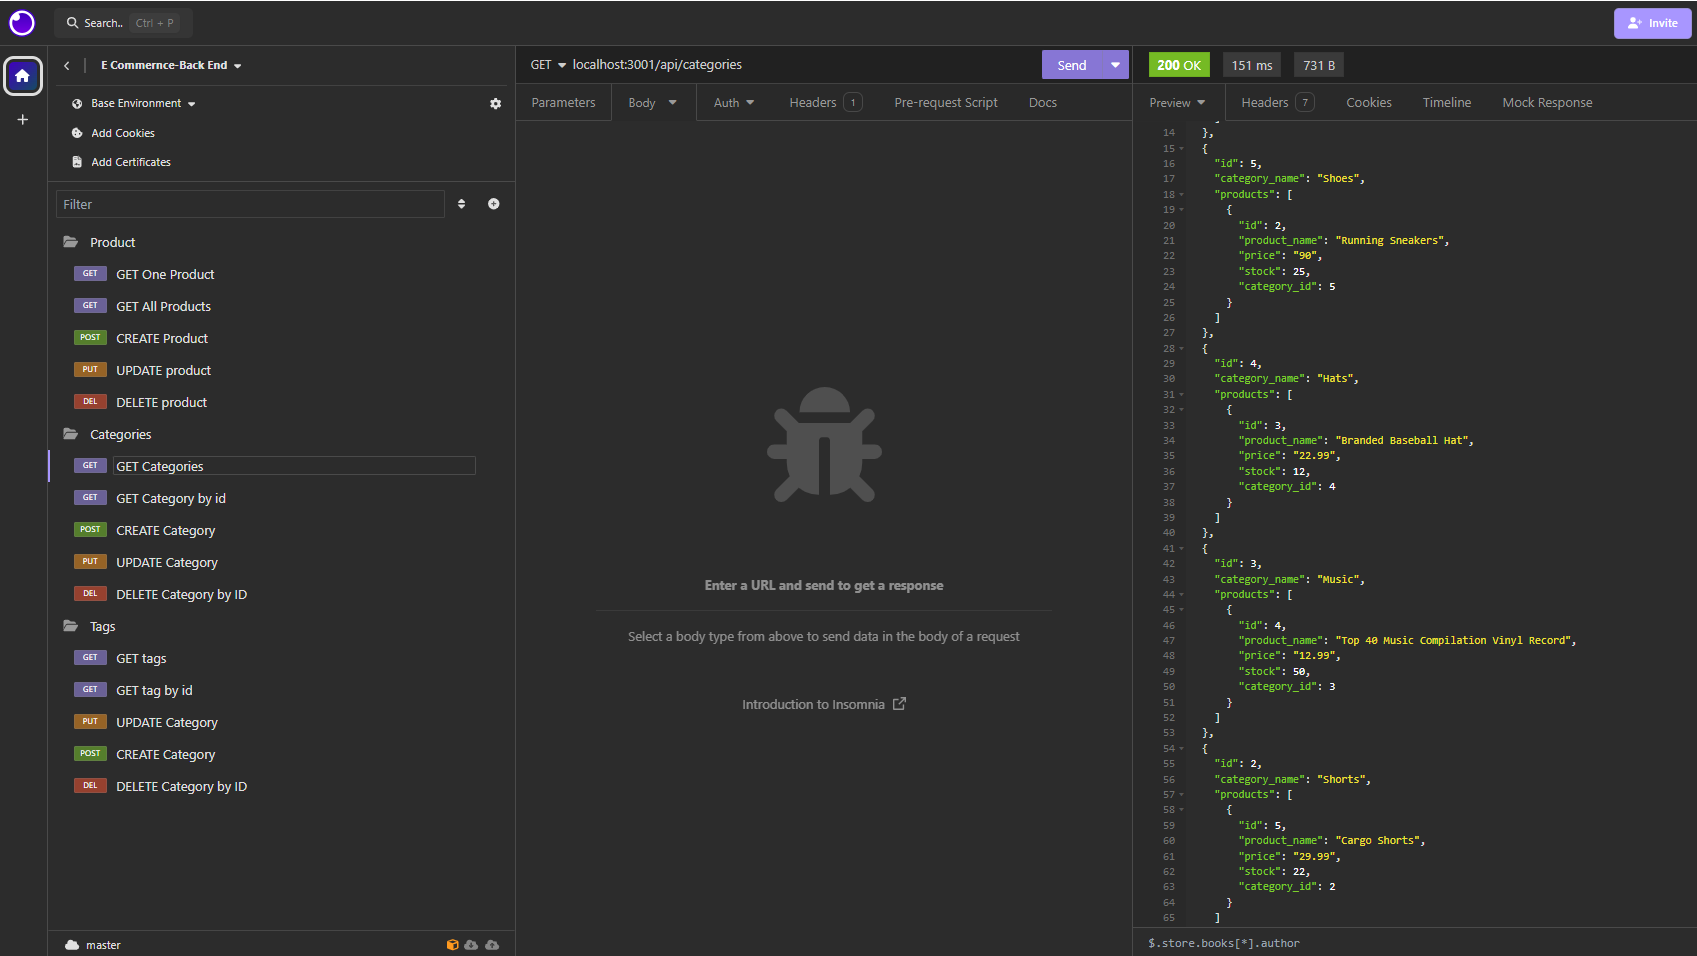 Search.. Ctrl + P
Invite
E Commernce-Back End
Base Environment
Add Cookies
Add Certificates
Filter
Product
GET GET One Product
GET GET All Products
POST CREATE Product
PUT UPDATE product
DEL DELETE product
Categories
GET GET Categories
GET GET Category by id
POST CREATE Category
PUT UPDATE Category
DEL DELETE Category by ID
Tags
GET GET tags
GET GET tag by id
PUT UPDATE Category
POST CREATE Category
DEL DELETE Category by ID
master
GET localhost:3001/api/categories
Send
Parameters Body Auth Headers 1 Pre-request Script Docs
Enter a URL and send to get a response
Select a body type from above to send data in the body of a request
Introduction to Insomnia
200 OK 151 ms 731 B
Preview Headers 7 Cookies Timeline Mock Response
14 },
15 {
16 "id": 5,
17 "category_name": "Shoes",
18 "products": [
19 {
20 "id": 2,
21 "product_name": "Running Sneakers",
22 "price": "90",
23 "stock": 25,
24 "category_id": 5
25 }
26 ]
27 },
28 {
29 "id": 4,
30 "category_name": "Hats",
31 "products": [
32 {
33 "id": 3,
34 "product_name": "Branded Baseball Hat",
35 "price": "22.99",
36 "stock": 12,
37 "category_id": 4
38 }
39 ]
40 },
41 {
42 "id": 3,
43 "category_name": "Music",
44 "products": [
45 {
46 "id": 4,
47 "product_name": "Top 40 Music Compilation Vinyl Record",
48 "price": "12.99",
49 "stock": 50,
50 "category_id": 3
51 }
52 ]
53 },
54 {
55 "id": 2,
56 "category_name": "Shorts",
57 "products": [
58 {
59 "id": 5,
60 "product_name": "Cargo Shorts",
61 "price": "29.99",
62 "stock": 22,
63 "category_id": 2
64 }
65 ]
$.store.books[*].author